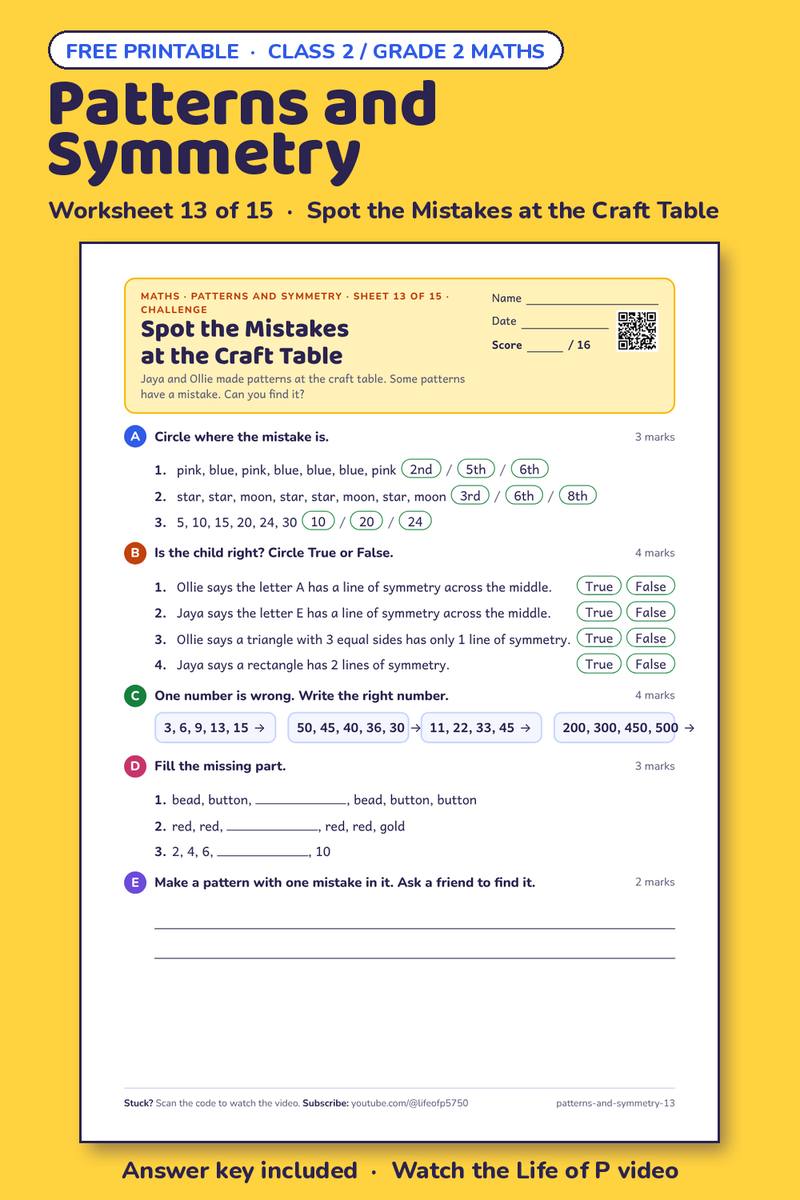 FREE PRINTABLE · CLASS 2 / GRADE 2 MATHS
Patterns and
Symmetry
Worksheet 13 of 15 · Spot the Mistakes at the Craft Table
MATHS · PATTERNS AND SYMMETRY · SHEET 13 OF 15 ·
CHALLENGE
Spot the Mistakes
at the Craft Table
Jaya and Ollie made patterns at the craft table. Some patterns
have a mistake. Can you find it?
Name
Date
Score / 16
A Circle where the mistake is. 3 marks
1. pink, blue, pink, blue, blue, blue, pink 2nd / 5th / 6th
2. star, star, moon, star, star, moon, star, moon 3rd / 6th / 8th
3. 5, 10, 15, 20, 24, 30 10 / 20 / 24
B Is the child right? Circle True or False. 4 marks
1. Ollie says the letter A has a line of symmetry across the middle. True False
2. Jaya says the letter E has a line of symmetry across the middle. True False
3. Ollie says a triangle with 3 equal sides has only 1 line of symmetry. True False
4. Jaya says a rectangle has 2 lines of symmetry. True False
C One number is wrong. Write the right number. 4 marks
3, 6, 9, 13, 15 → 50, 45, 40, 36, 30 → 11, 22, 33, 45 → 200, 300, 450, 500 →
D Fill the missing part. 3 marks
1. bead, button, ____________, bead, button, button
2. red, red, ____________, red, red, gold
3. 2, 4, 6, ____________, 10
E Make a pattern with one mistake in it. Ask a friend to find it. 2 marks
Stuck? Scan the code to watch the video. Subscribe: youtube.com/@lifeofp5750 patterns-and-symmetry-13
Answer key included · Watch the Life of P video